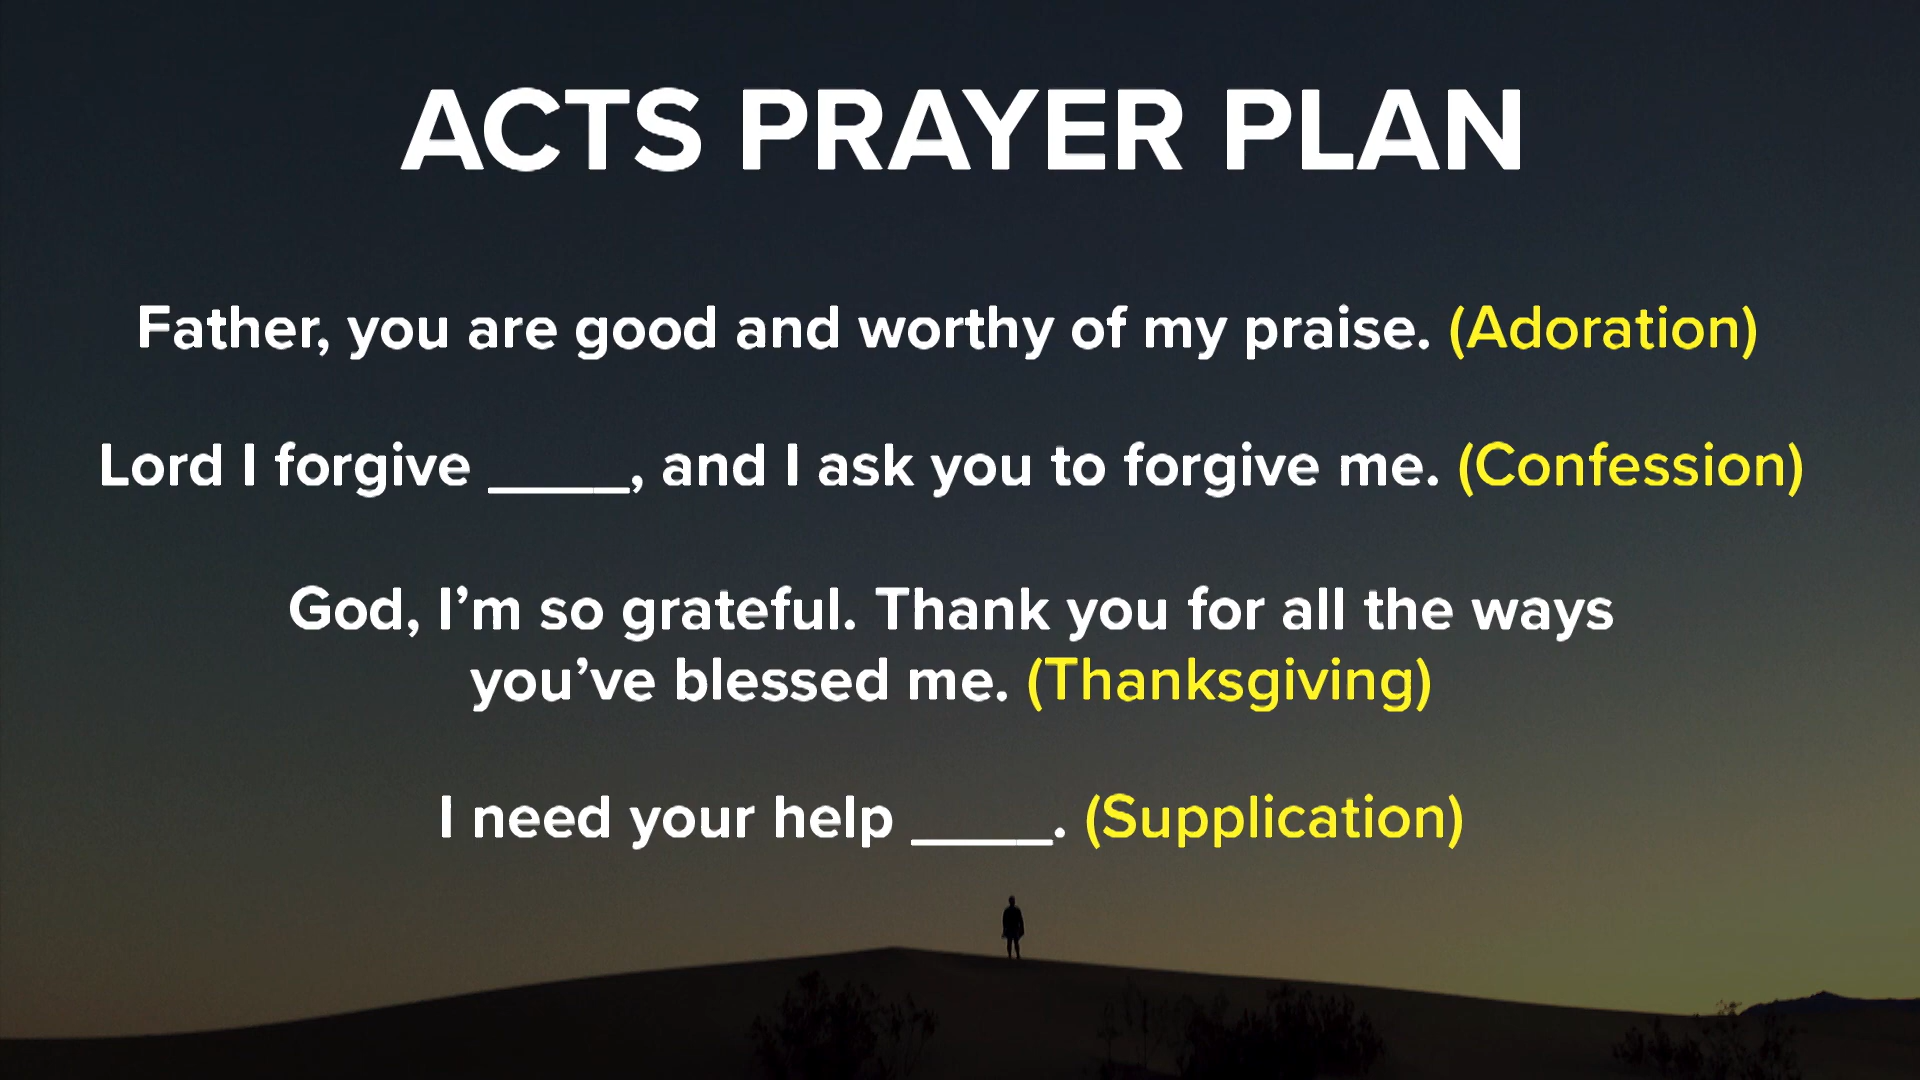 ACTS PRAYER PLAN
Father, you are good and worthy of my praise. (Adoration)
Lord I forgive ____, and I ask you to forgive me. (Confession)
God, I’m so grateful. Thank you for all the ways
you’ve blessed me. (Thanksgiving)
I need your help ____. (Supplication)